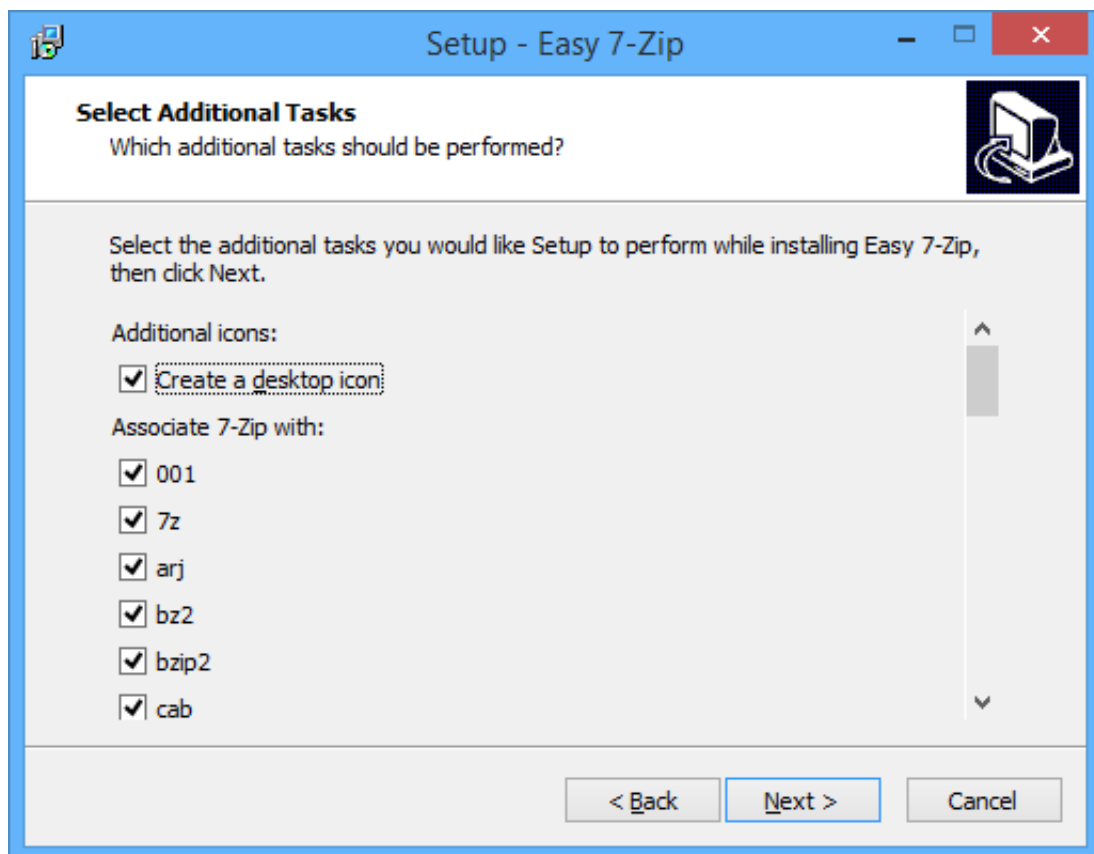 Setup - Easy 7-Zip
Select Additional Tasks
Which additional tasks should be performed?
Select the additional tasks you would like Setup to perform while installing Easy 7-Zip,
then click Next.
Additional icons:
Create a desktop icon
Associate 7-Zip with:
001
7z
arj
bz2
bzip2
cab
< Back Next > Cancel